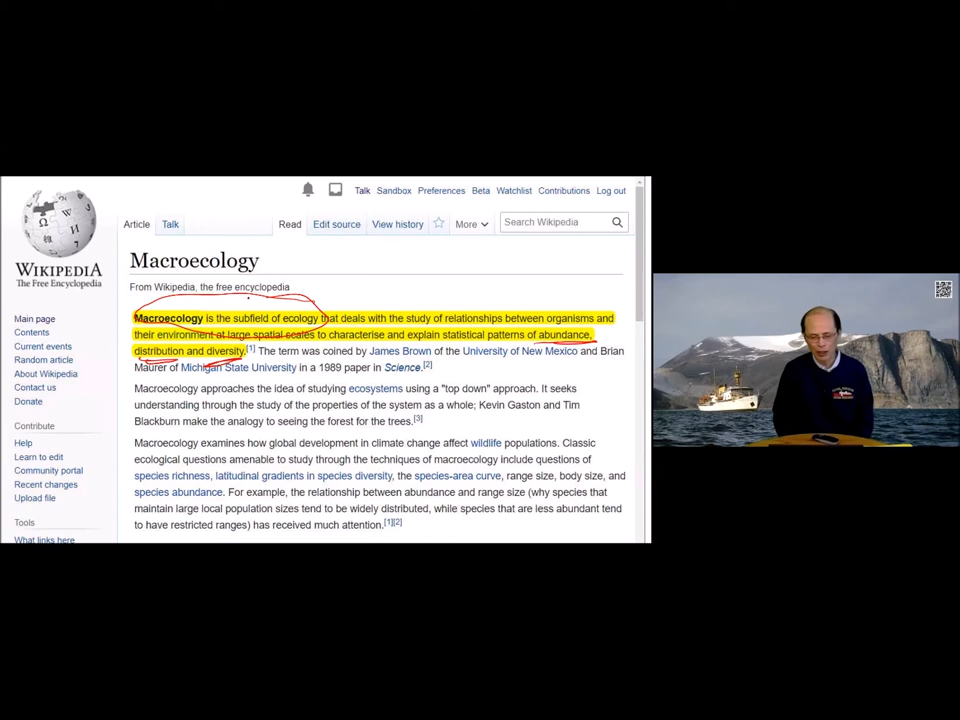 Talk Sandbox Preferences Beta Watchlist Contributions Log out
Article Talk Read Edit source View history More Search Wikipedia
WIKIPEDIA
The Free Encyclopedia
Main page
Contents
Current events
Random article
About Wikipedia
Contact us
Donate
Contribute
Help
Learn to edit
Community portal
Recent changes
Upload file
Tools
What links here
Macroecology
From Wikipedia, the free encyclopedia
Macroecology is the subfield of ecology that deals with the study of relationships between organisms and
their environment at large spatial scales to characterise and explain statistical patterns of abundance,
distribution and diversity.[1] The term was coined by James Brown of the University of New Mexico and Brian
Maurer of Michigan State University in a 1989 paper in Science.[2]
Macroecology approaches the idea of studying ecosystems using a "top down" approach. It seeks
understanding through the study of the properties of the system as a whole; Kevin Gaston and Tim
Blackburn make the analogy to seeing the forest for the trees.[3]
Macroecology examines how global development in climate change affect wildlife populations. Classic
ecological questions amenable to study through the techniques of macroecology include questions of
species richness, latitudinal gradients in species diversity, the species-area curve, range size, body size, and
species abundance. For example, the relationship between abundance and range size (why species that
maintain large local population sizes tend to be widely distributed, while species that are less abundant tend
to have restricted ranges) has received much attention.[1][2]